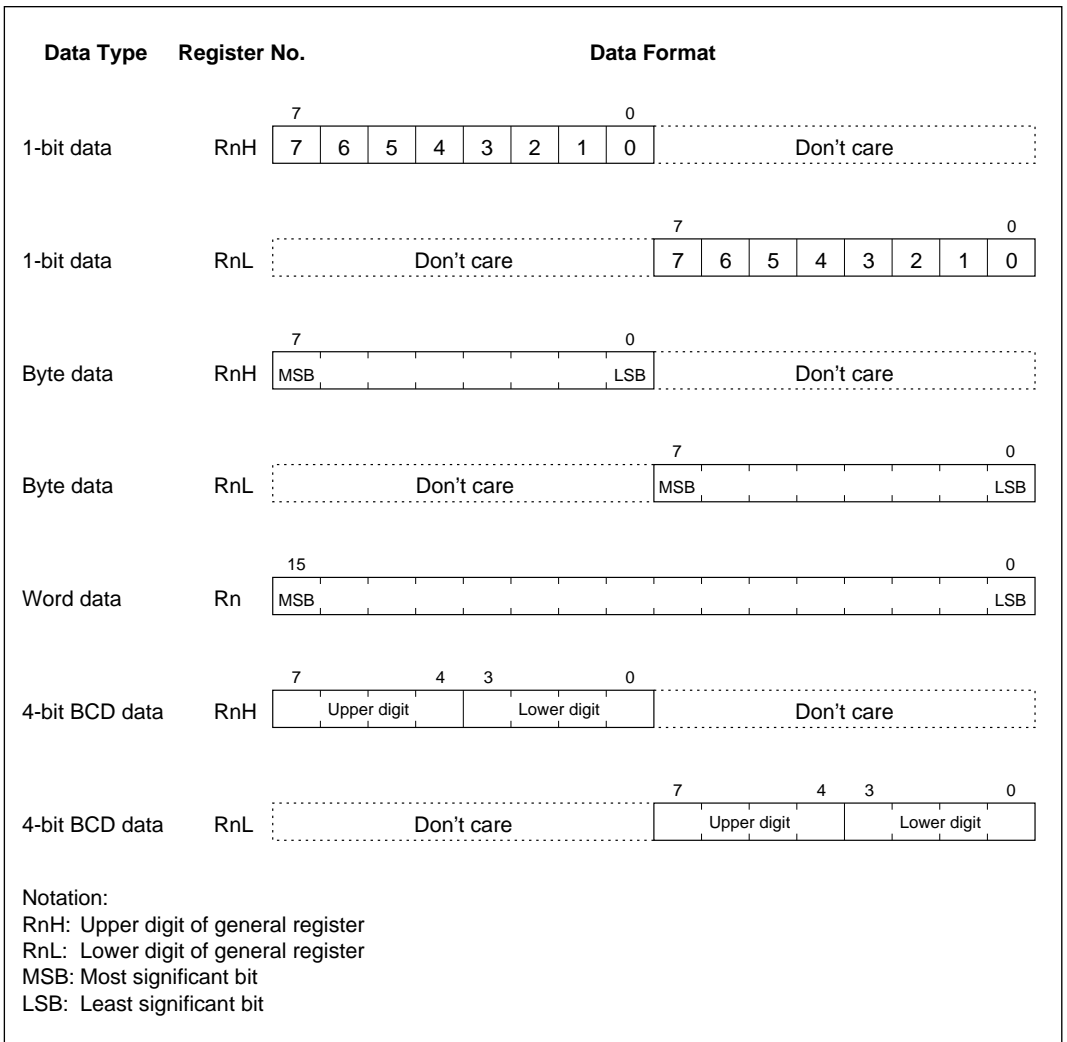 Data Type Register No. Data Format
7 0
1-bit data RnH 7 6 5 4 3 2 1 0 Don't care
7 0
1-bit data RnL Don't care 7 6 5 4 3 2 1 0
7 0
Byte data RnH MSB LSB Don't care
7 0
Byte data RnL Don't care MSB LSB
15 0
Word data Rn MSB LSB
7 4 3 0
4-bit BCD data RnH Upper digit Lower digit Don't care
7 4 3 0
4-bit BCD data RnL Don't care Upper digit Lower digit
Notation:
RnH: Upper digit of general register
RnL: Lower digit of general register
MSB: Most significant bit
LSB: Least significant bit